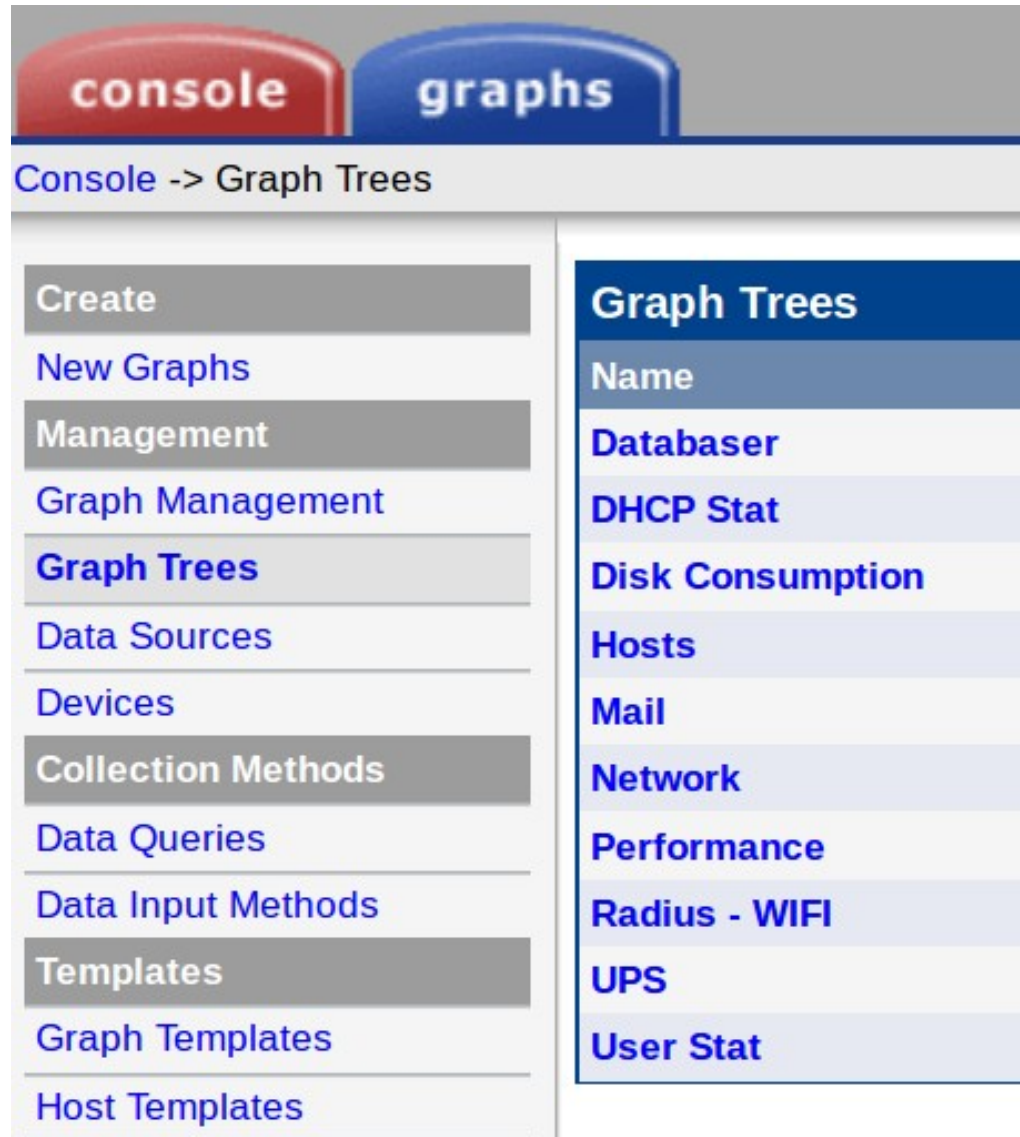 console graphs
Console -> Graph Trees
Create
New Graphs
Management
Graph Management
Graph Trees
Data Sources
Devices
Collection Methods
Data Queries
Data Input Methods
Templates
Graph Templates
Host Templates
Graph Trees
Name
Databaser
DHCP Stat
Disk Consumption
Hosts
Mail
Network
Performance
Radius - WIFI
UPS
User Stat